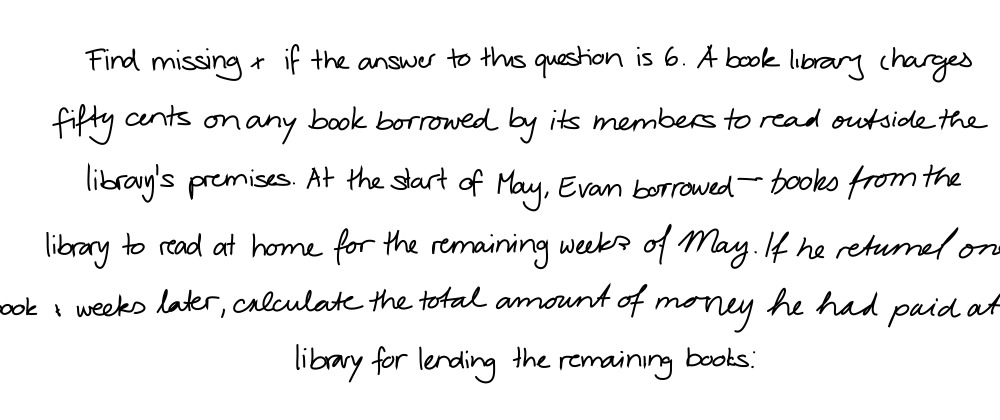 Find missing x if the answer to this question is 6. A book library charges
fifty cents on any book borrowed by its members to read outside the
library's premises. At the start of May, Evan borrowed — books from the
library to read at home for the remaining weeks of May. If he returned on
ook weeks later, calculate the total amount of money he had paid at
library for lending the remaining books.